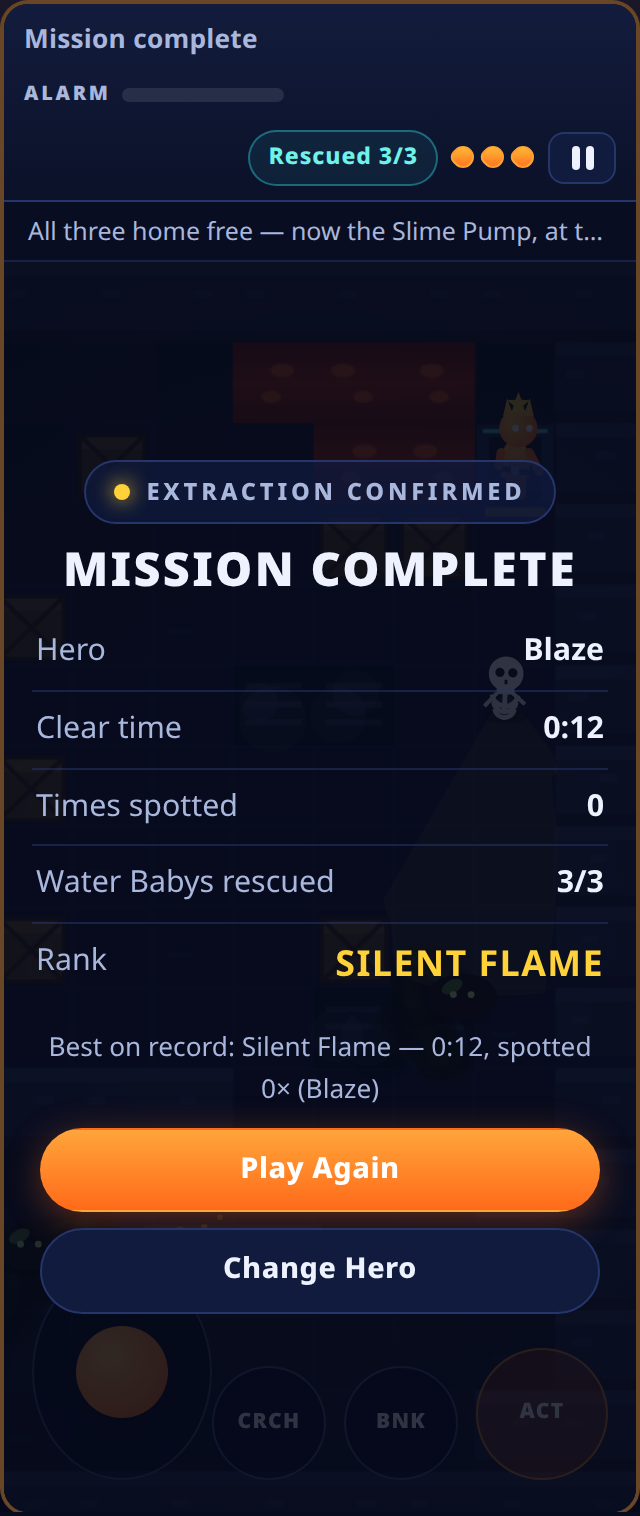 Mission complete
ALARM
Rescued 3/3
All three home free — now the Slime Pump, at t...
EXTRACTION CONFIRMED
MISSION COMPLETE
Hero Blaze
Clear time 0:12
Times spotted 0
Water Babys rescued 3/3
Rank SILENT FLAME
Best on record: Silent Flame — 0:12, spotted
0× (Blaze)
Play Again
Change Hero
CRCH BNK ACT